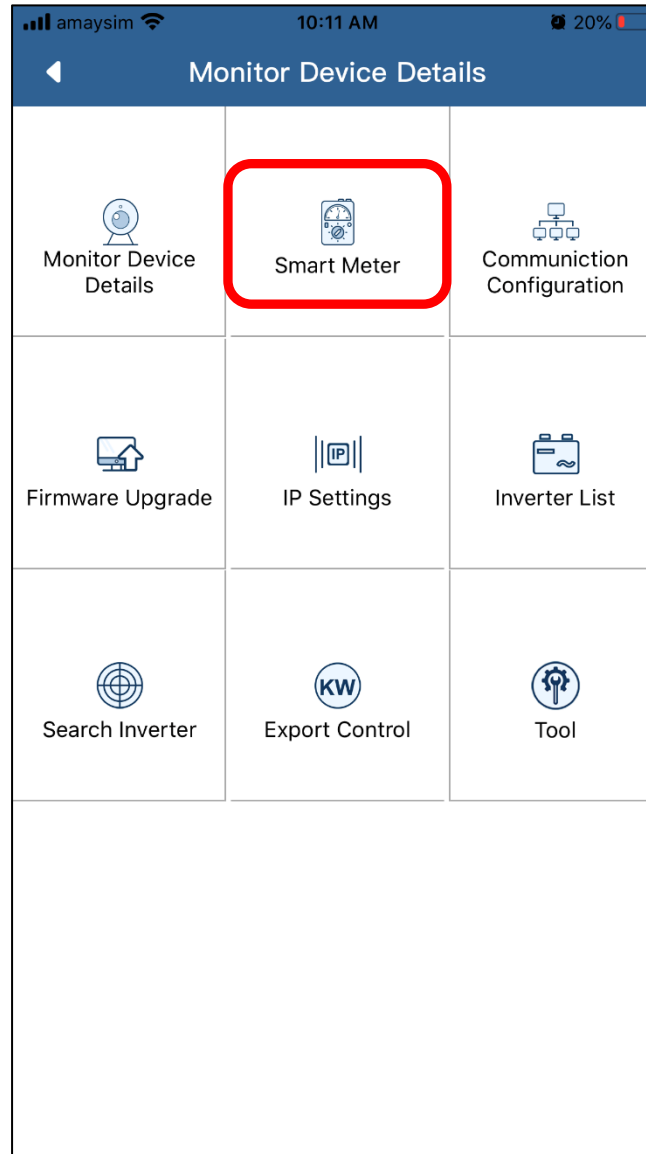 amaysim 10:11 AM 20%
Monitor Device Details
Monitor Device
Details
Smart Meter
Communiction
Configuration
Firmware Upgrade
IP
IP Settings
Inverter List
Search Inverter
KW
Export Control
Tool